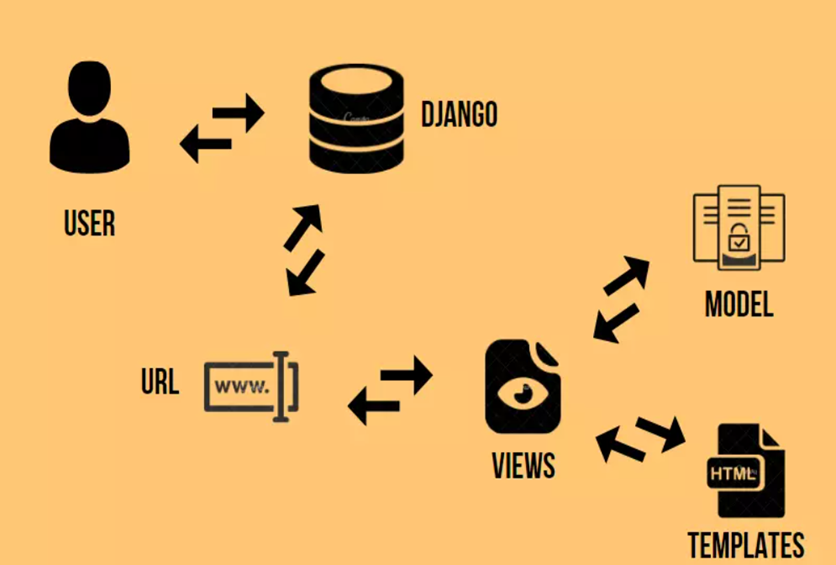 DJANGO
USER
MODEL
URL
www.
VIEWS
HTML
TEMPLATES